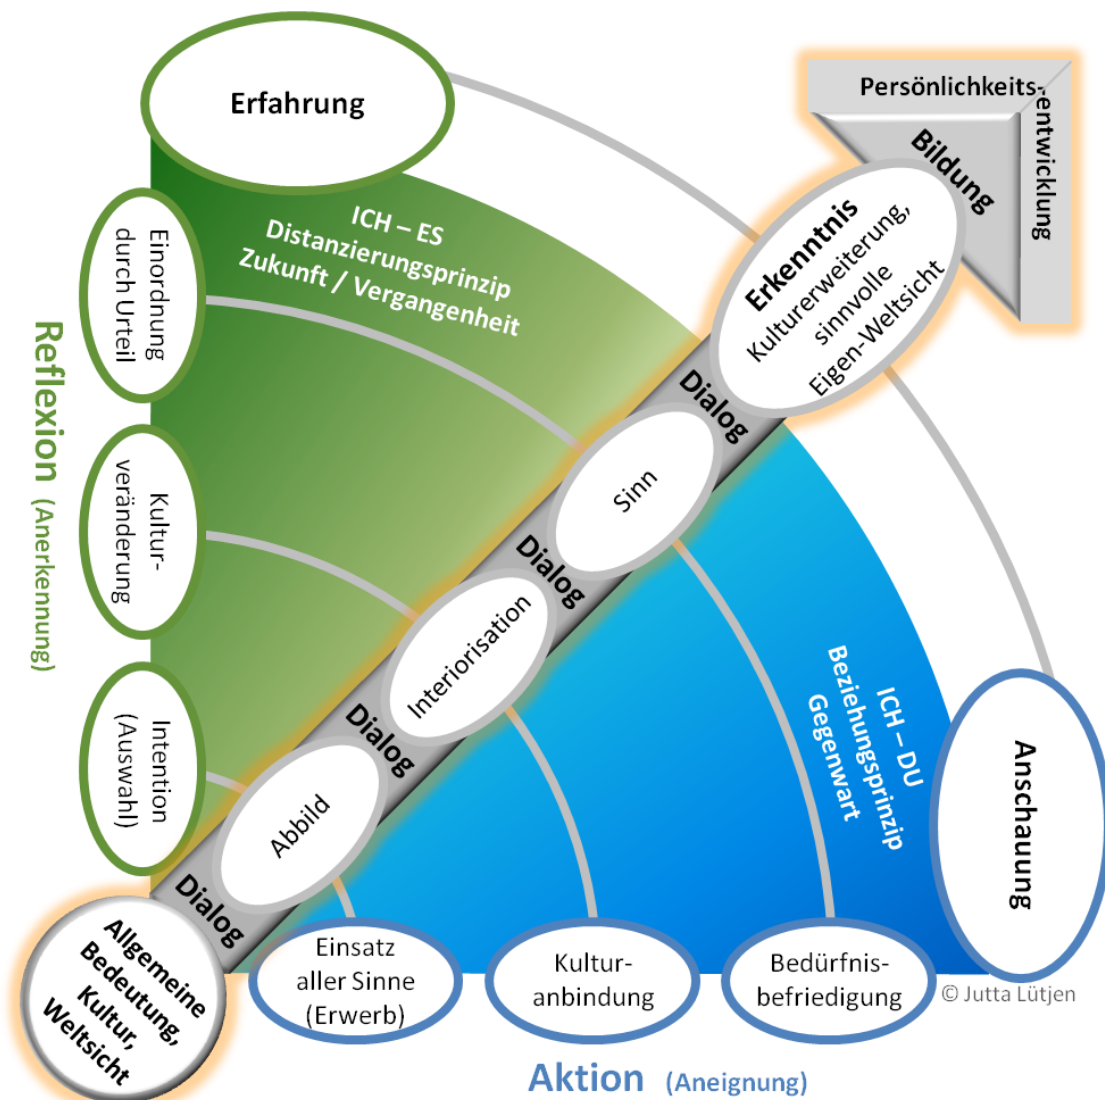 Erfahrung
Persönlichkeits-
entwicklung
Bildung
Erkenntnis
Kulturerweiterung,
sinnvolle
Eigen-Weltsicht
ICH – ES
Distanzierungsprinzip
Zukunft / Vergangenheit
Einordnung
durch Urteil
Reflexion (Anerkennung)
Kultur-
veränderung
Intention
(Auswahl)
Dialog
Sinn
Dialog
Interiorisation
Dialog
Abbild
Dialog
ICH – DU
Beziehungsprinzip
Gegenwart
Anschauung
Allgemeine
Bedeutung,
Kultur,
Weltsicht
Einsatz
aller Sinne
(Erwerb)
Kultur-
anbindung
Bedürfnis-
befriedigung
© Jutta Lütjen
Aktion (Aneignung)